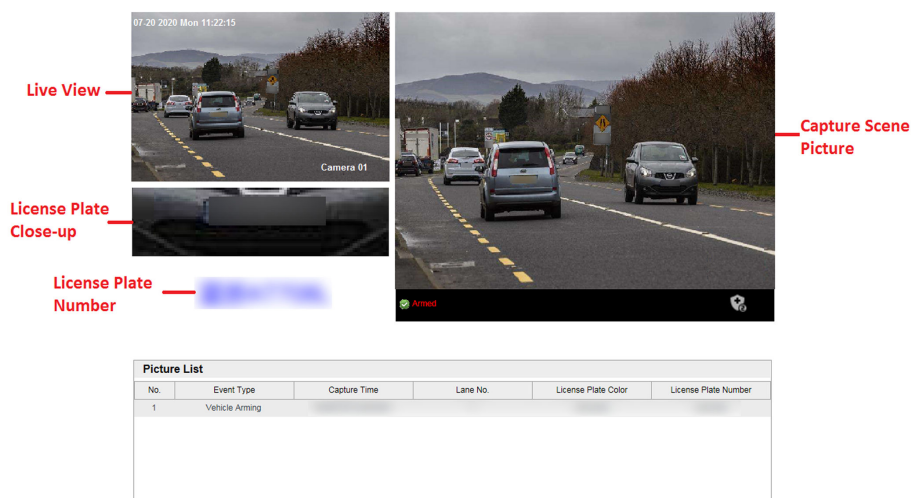 07-20 2020 Mon 11:22:15
Live View
Camera 01
Capture Scene
Picture
License Plate
Close-up
License Plate
Number
Armed
Picture List
No. Event Type Capture Time Lane No. License Plate Color License Plate Number
1 Vehicle Arming